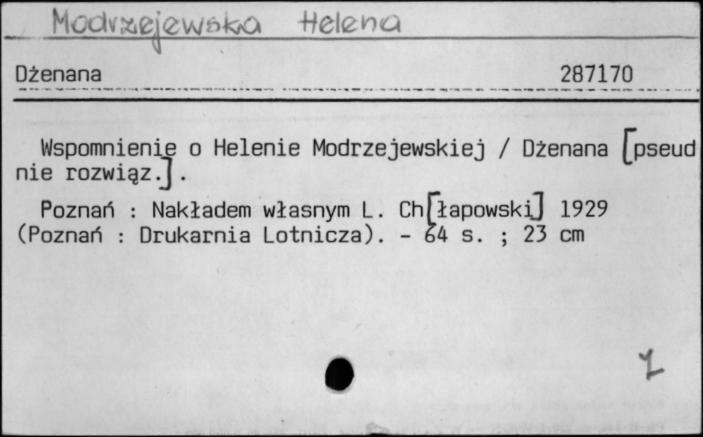 Modrzejewska Helena
Dżenana 287170
Wspomnienie o Helenie Modrzejewskiej / Dżenana [pseud
nie rozwiąz.].
Poznań : Nakładem własnym L. Ch[łapowski] 1929
(Poznań : Drukarnia Lotnicza). - 64 s. ; 23 cm